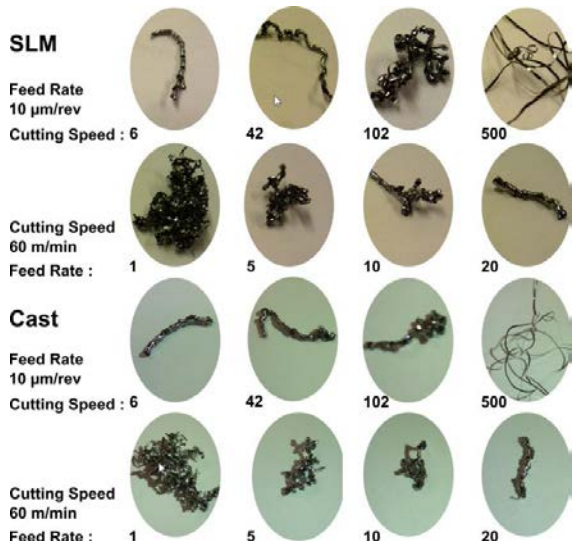 SLM
Feed Rate
10 µm/rev
Cutting Speed : 6 42 102 500
Cutting Speed
60 m/min
Feed Rate : 1 5 10 20
Cast
Feed Rate
10 µm/rev
Cutting Speed : 6 42 102 500
Cutting Speed
60 m/min
Feed Rate : 1 5 10 20